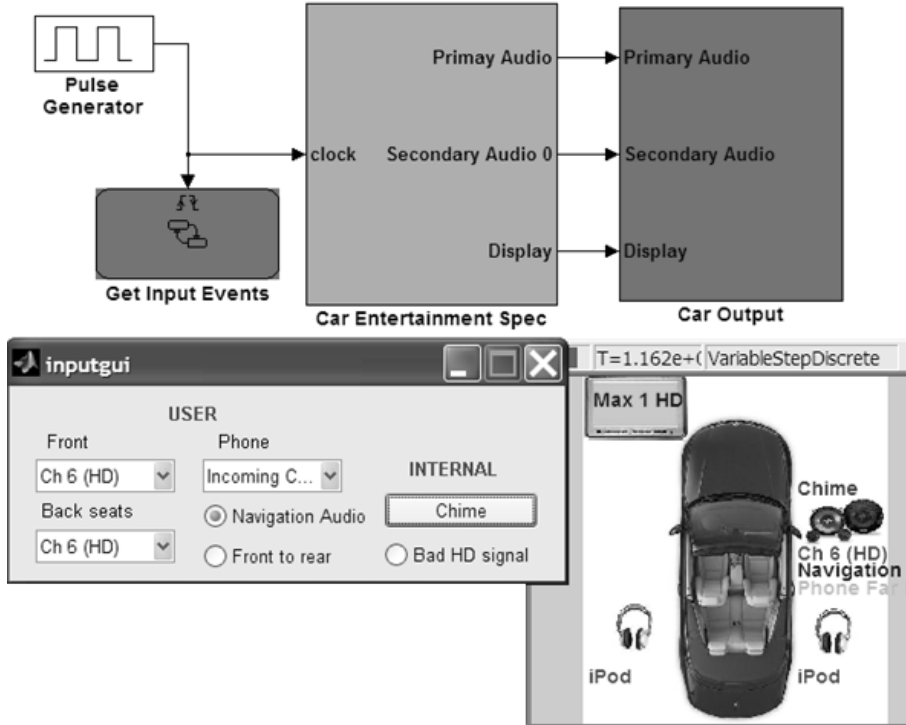 Pulse
Generator
Primay Audio
Primary Audio
clock
Secondary Audio 0
Secondary Audio
Display
Display
Get Input Events
Car Entertainment Spec
Car Output
inputgui
USER
Front
Phone
Ch 6 (HD)
Incoming C...
INTERNAL
Back seats
Navigation Audio
Chime
Ch 6 (HD)
Front to rear
Bad HD signal
T=1.162e+(
VariableStepDiscrete
Max 1 HD
Chime
Ch 6 (HD)
Navigation
Phone Far
iPod
iPod